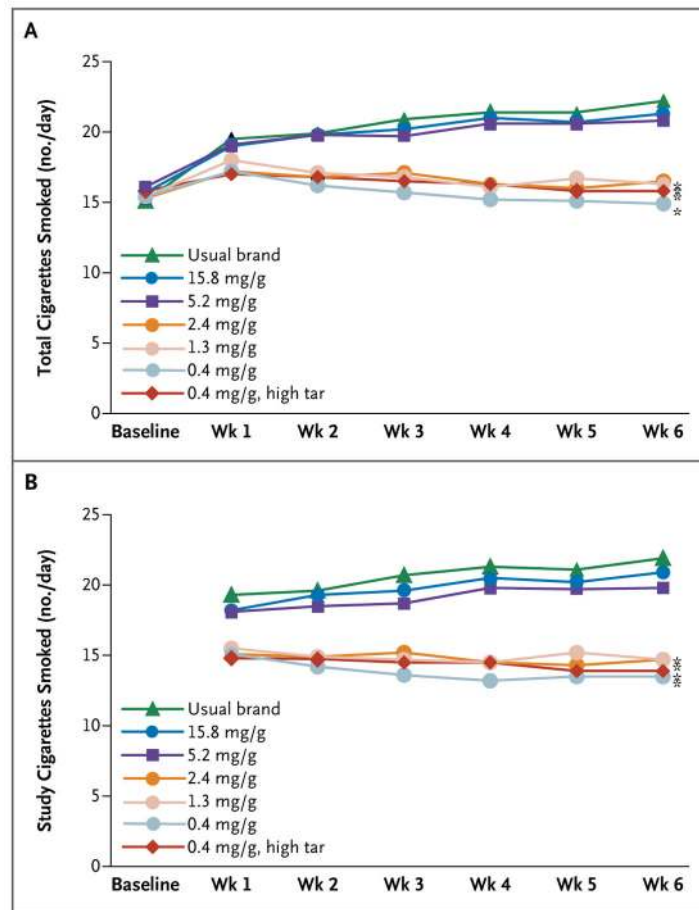 A
Total Cigarettes Smoked (no./day)
25
20
15
10
5
0
Usual brand
15.8 mg/g
5.2 mg/g
2.4 mg/g
1.3 mg/g
0.4 mg/g
0.4 mg/g, high tar
*
*
*
Baseline Wk 1 Wk 2 Wk 3 Wk 4 Wk 5 Wk 6
B
Study Cigarettes Smoked (no./day)
25
20
15
10
5
0
Usual brand
15.8 mg/g
5.2 mg/g
2.4 mg/g
1.3 mg/g
0.4 mg/g
0.4 mg/g, high tar
*
*
*
*
Baseline Wk 1 Wk 2 Wk 3 Wk 4 Wk 5 Wk 6